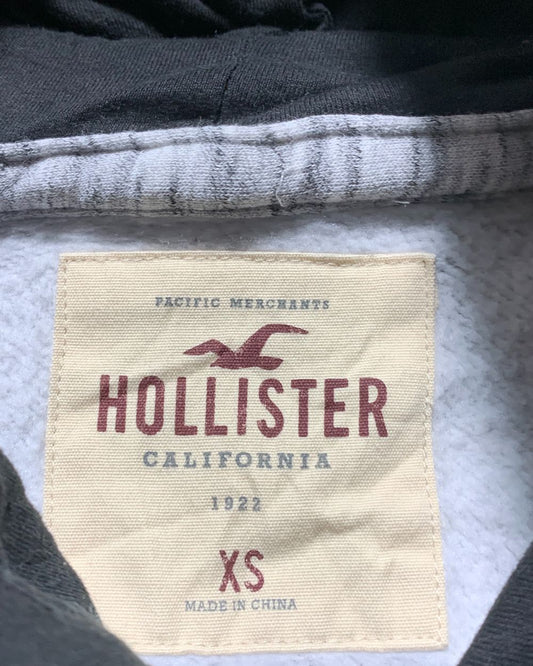 PACIFIC MERCHANTS
HOLLISTER
CALIFORNIA
1922
XS
MADE IN CHINA